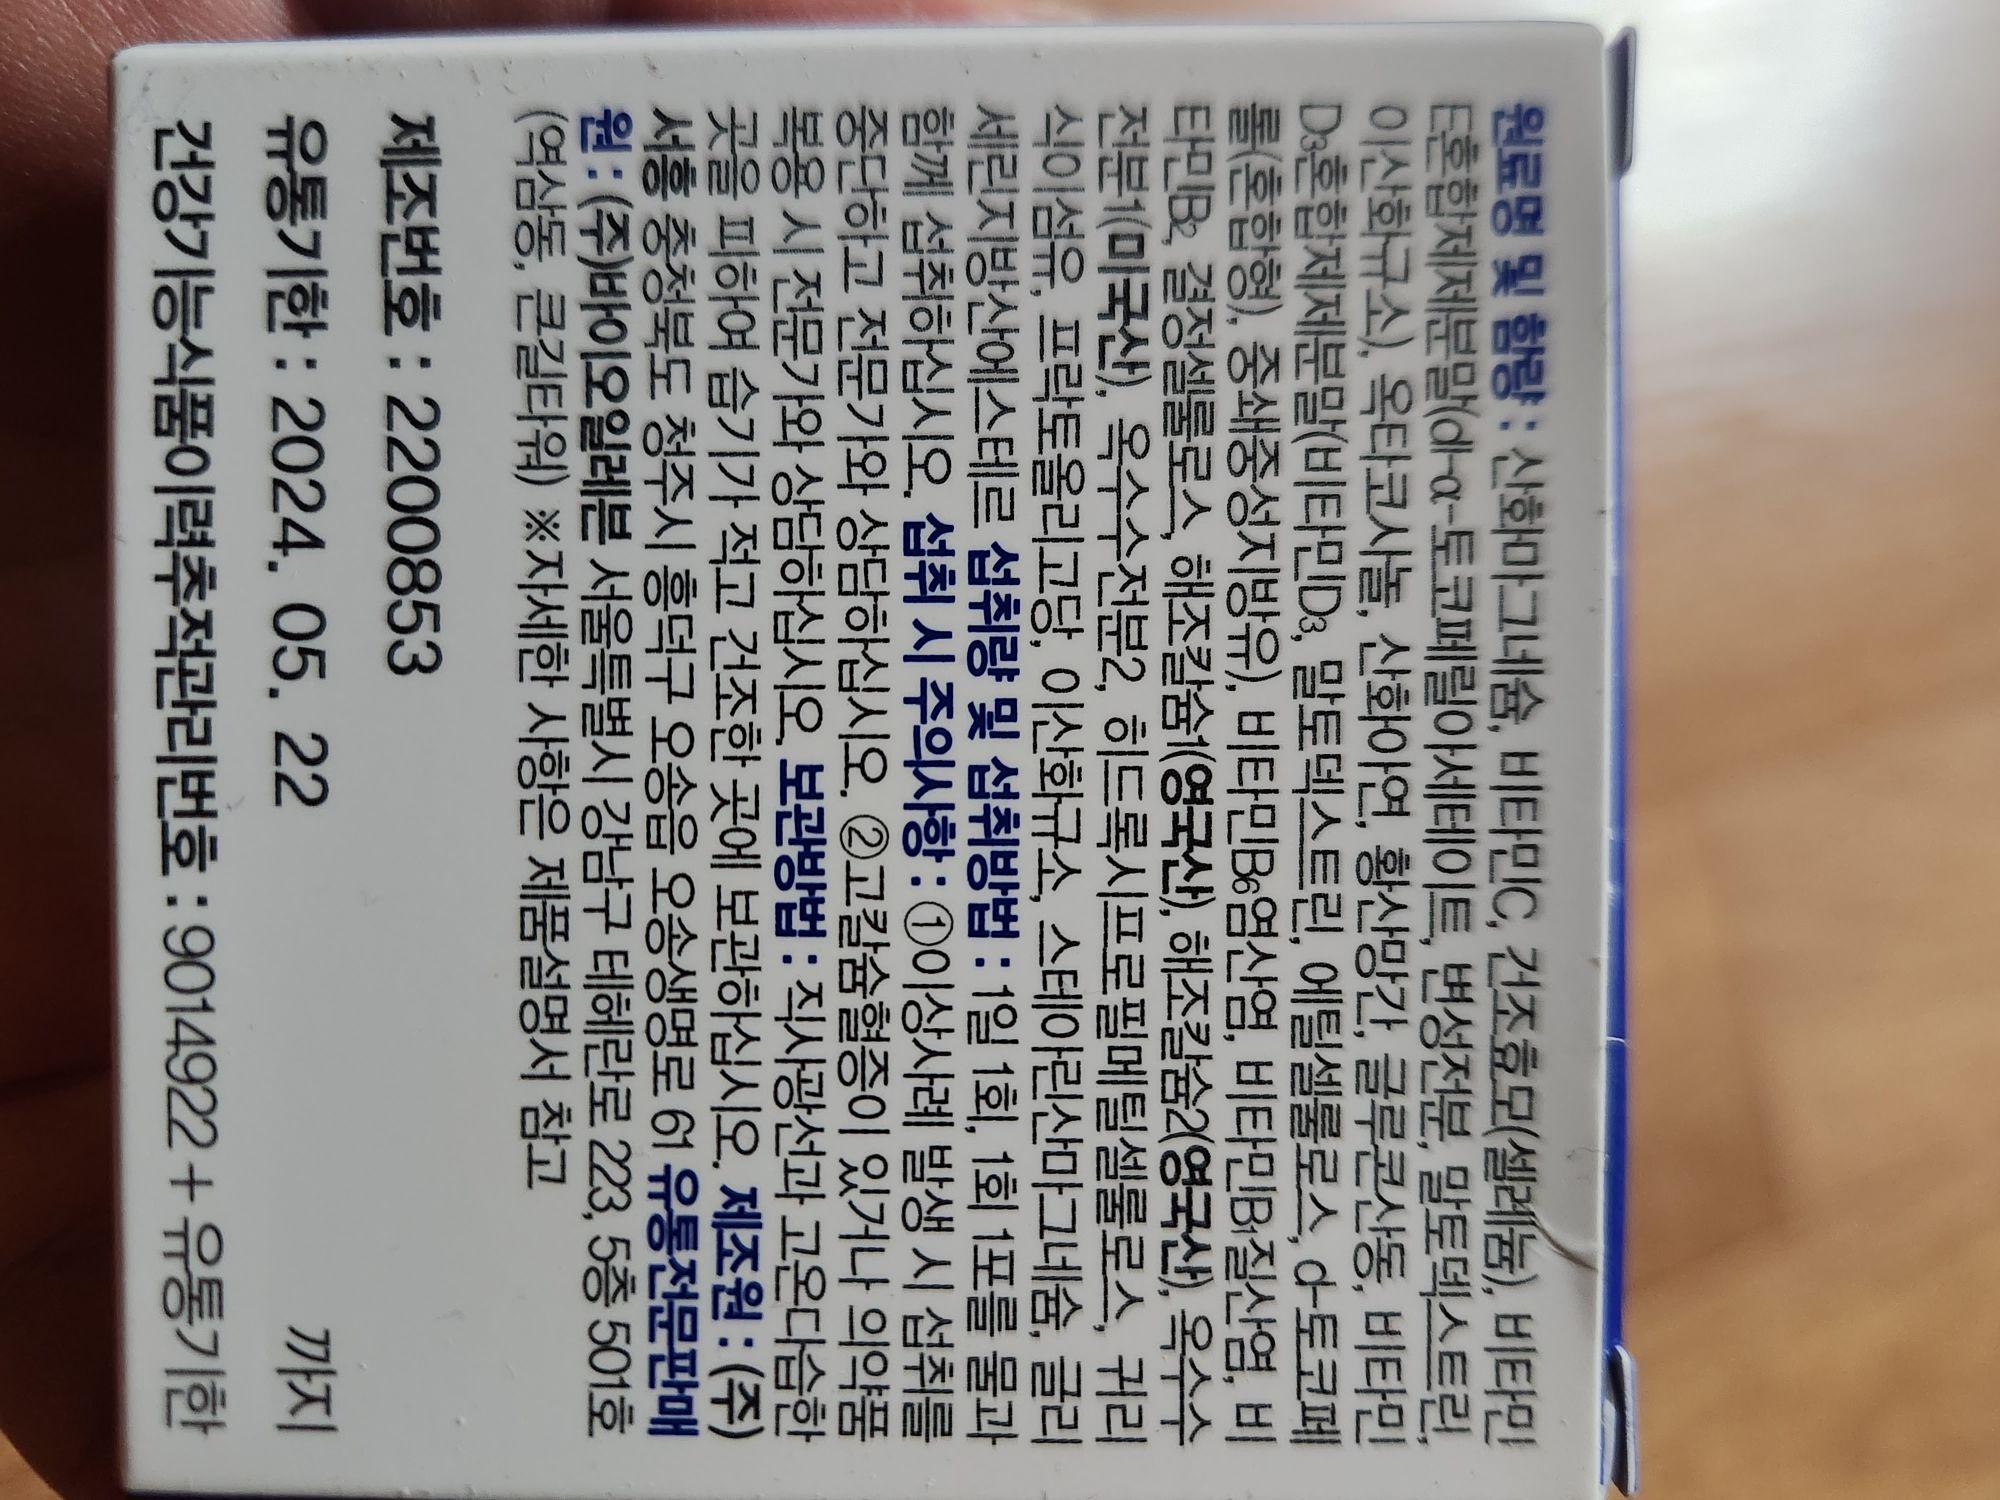 원료명 및 함량 : 산화마그네슘, 비타민C, 건조효모(셀레늄), 비타민
E혼합제제분말(dl-α-토코페릴아세테이트, 변성전분, 말토덱스트린,
이산화규소), 옥타코사놀, 산화아연, 황산망간, 글루콘산동, 비타민
D3혼합제제분말(비타민D3, 말토덱스트린, 에틸셀룰로스, d-토코페
롤(혼합형), 중쇄중성지방유), 비타민B6염산염, 비타민B1질산염, 비
타민B2, 결정셀룰로스, 해조칼슘1(영국산), 해조칼슘2(영국산), 옥수수
전분1(미국산), 옥수수전분2, 히드록시프로필메틸셀룰로스, 귀리
식이섬유, 프락토올리고당, 이산화규소, 스테아린산마그네슘, 글리
세린지방산에스테르 섭취량 및 섭취방법 : 1일 1회, 1회 1포를 물과
함께 섭취하십시오. 섭취 시 주의사항 : ①이상사례 발생 시 섭취를
중단하고 전문가와 상담하십시오. ②고칼슘혈증이 있거나 의약품
복용 시 전문가와 상담하십시오. 보관방법 : 직사광선과 고온다습한
곳을 피하여 습기가 적고 건조한 곳에 보관하십시오. 제조원 : (주)
서흥 충청북도 청주시 흥덕구 오송읍 오송생명로 61 유통전문판매
원 : (주)바이오일레븐 서울특별시 강남구 테헤란로 223, 5층 501호
(역삼동, 큰길타워) ※자세한 사항은 제품설명서 참고
제조번호 : 2200853
유통기한 : 2024. 05. 22 까지
건강기능식품이력추적관리번호 : 9014922 + 유통기한